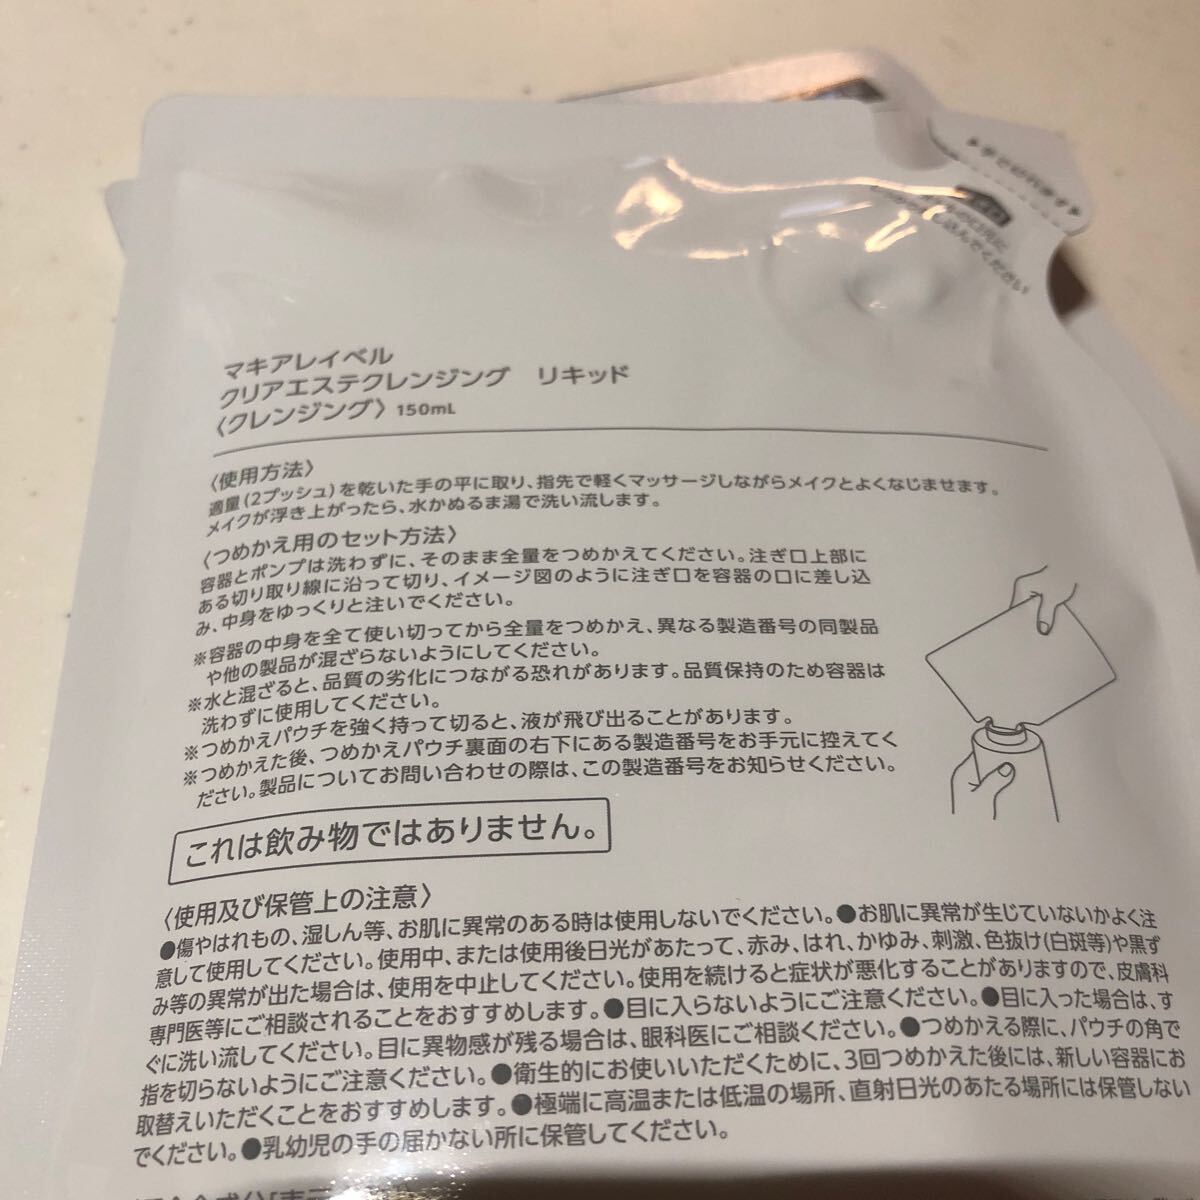 手で切れます
しっかり差し込んでください
マキアレイベル
クリアエステクレンジング リキッド
〈クレンジング〉150mL
〈使用方法〉
適量(2プッシュ)を乾いた手の平に取り、指先で軽くマッサージしながらメイクとよくなじませます。
メイクが浮き上がったら、水かぬるま湯で洗い流します。
〈つめかえ用のセット方法〉
容器とポンプは洗わずに、そのまま全量をつめかえてください。注ぎ口上部に
ある切り取り線に沿って切り、イメージ図のように注ぎ口を容器の口に差し込
み、中身をゆっくりと注いでください。
※容器の中身を全て使い切ってから全量をつめかえ、異なる製造番号の同製品
や他の製品が混ざらないようにしてください。
※水と混ざると、品質の劣化につながる恐れがあります。品質保持のため容器は
洗わずに使用してください。
※つめかえパウチを強く持って切ると、液が飛び出ることがあります。
※つめかえた後、つめかえパウチ裏面の右下にある製造番号をお手元に控えてく
ださい。製品についてお問い合わせの際は、この製造番号をお知らせください。
これは飲み物ではありません。
〈使用及び保管上の注意〉
●傷やはれもの、湿しん等、お肌に異常のある時は使用しないでください。●お肌に異常が生じていないかよく注
意して使用してください。使用中、または使用後日光があたって、赤み、はれ、かゆみ、刺激、色抜け(白斑等)や黒ず
み等の異常が出た場合は、使用を中止してください。使用を続けると症状が悪化することがありますので、皮膚科
専門医等にご相談されることをおすすめします。●目に入らないようにご注意ください。●目に入った場合は、す
ぐに洗い流してください。目に異物感が残る場合は、眼科医にご相談ください。●つめかえる際に、パウチの角で
指を切らないようにご注意ください。●衛生的にお使いいただくために、3回つめかえた後には、新しい容器にお
取替えいただくことをおすすめします。●極端に高温または低温の場所、直射日光のあたる場所には保管しない
でください。●乳幼児の手の届かない所に保管してください。